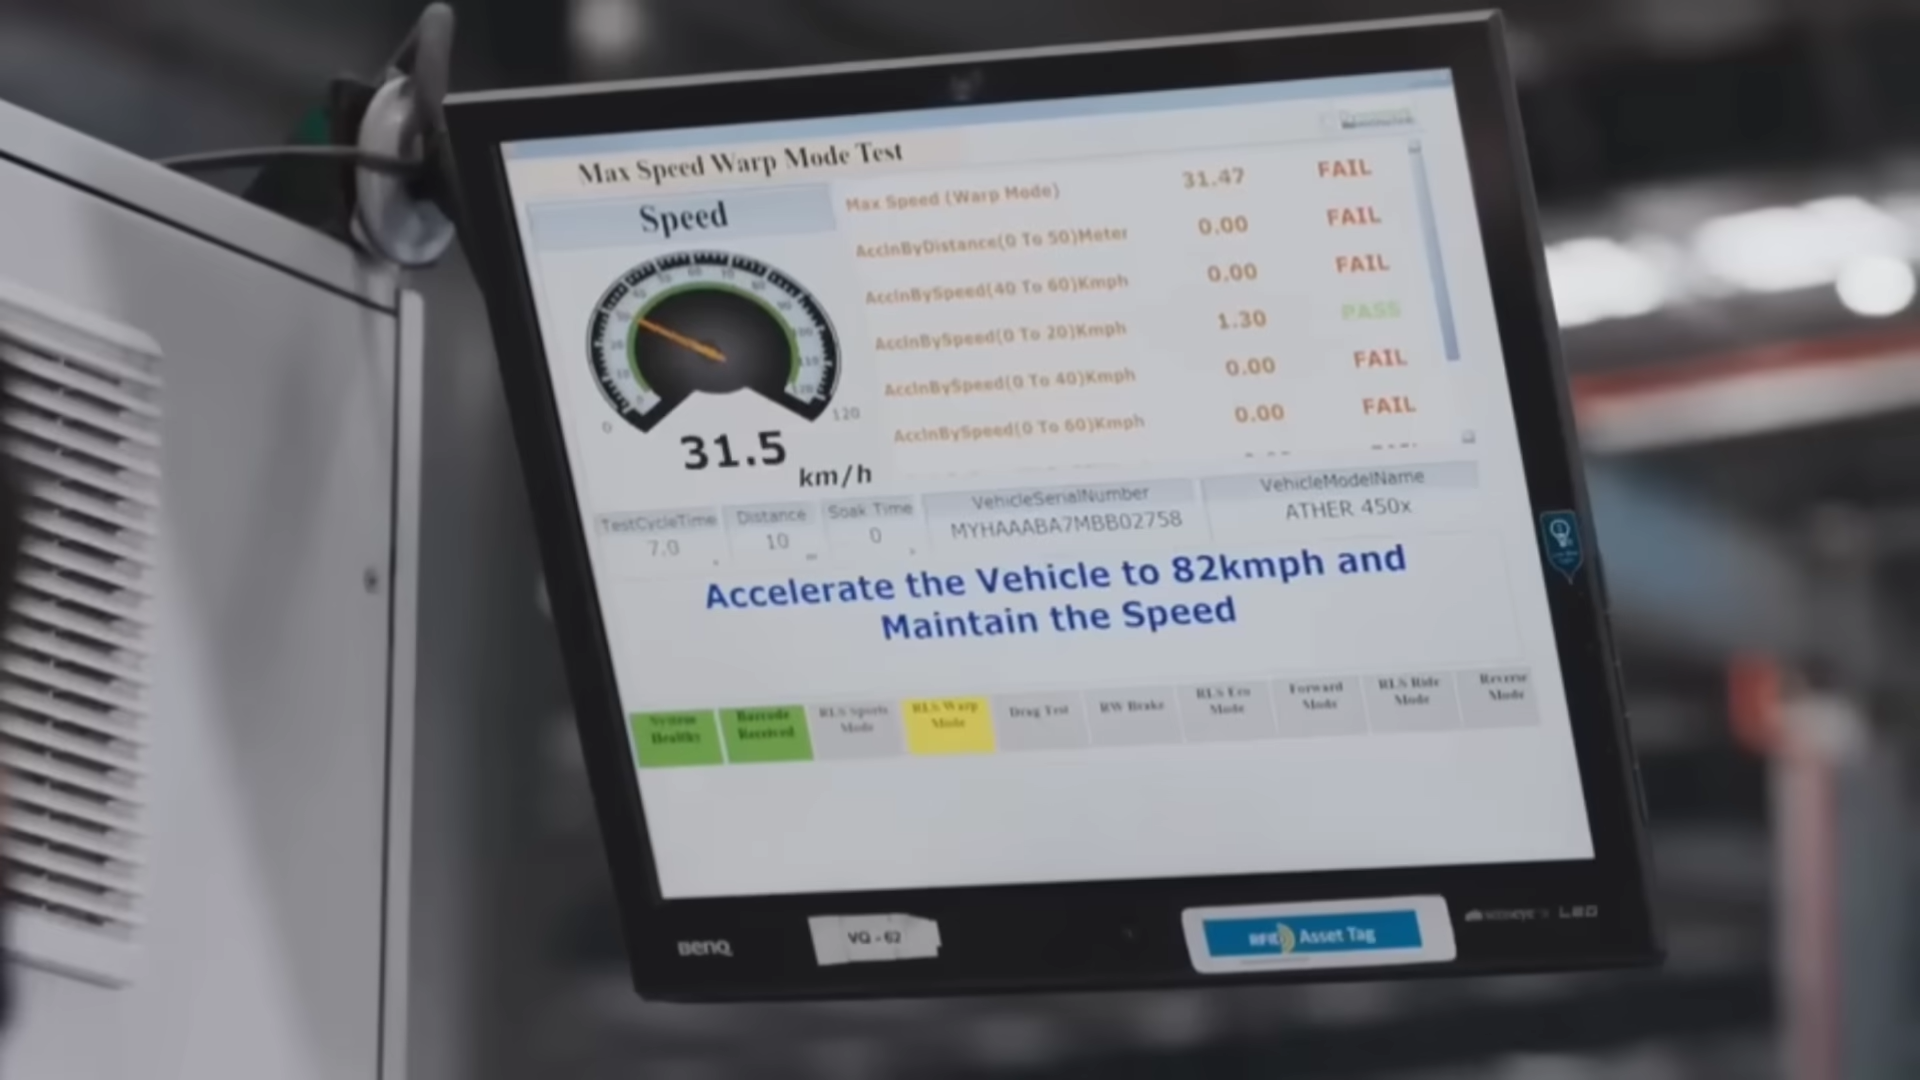 Max Speed Warp Mode Test
Speed
Max Speed (Warp Mode) 31.47 FAIL
AccInByDistance(0 To 50)Meter 0.00 FAIL
AccInBySpeed(40 To 60)Kmph 0.00 FAIL
AccInBySpeed(0 To 20)Kmph 1.30 PASS
AccInBySpeed(0 To 40)Kmph 0.00 FAIL
AccInBySpeed(0 To 60)Kmph 0.00 FAIL
0
120
31.5
km/h
TestCycleTime Distance Soak Time VehicleSerialNumber VehicleModelName
7.0 10 0 MYHAAABA7MBB02758 ATHER 450x
Accelerate the Vehicle to 82kmph and
Maintain the Speed
System Healthy
Barcode Received
RLS Sports Mode
RLS Warp Mode
Drag Test
RW Brake
RLS Eco Mode
Forward Mode
RLS Ride Mode
Reverse Mode
BenQ
VQ-62
RFID Asset Tag
senseye LED